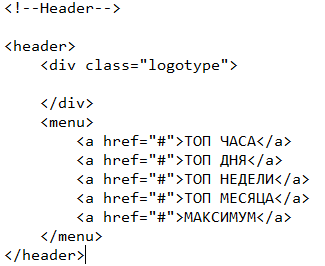 <!--Header-->
<header>
<div class="logotype">
</div>
<menu>
<a href="#">ТОП ЧАСА</a>
<a href="#">ТОП ДНЯ</a>
<a href="#">ТОП НЕДЕЛИ</a>
<a href="#">ТОП МЕСЯЦА</a>
<a href="#">МАКСИМУМ</a>
</menu>
</header>